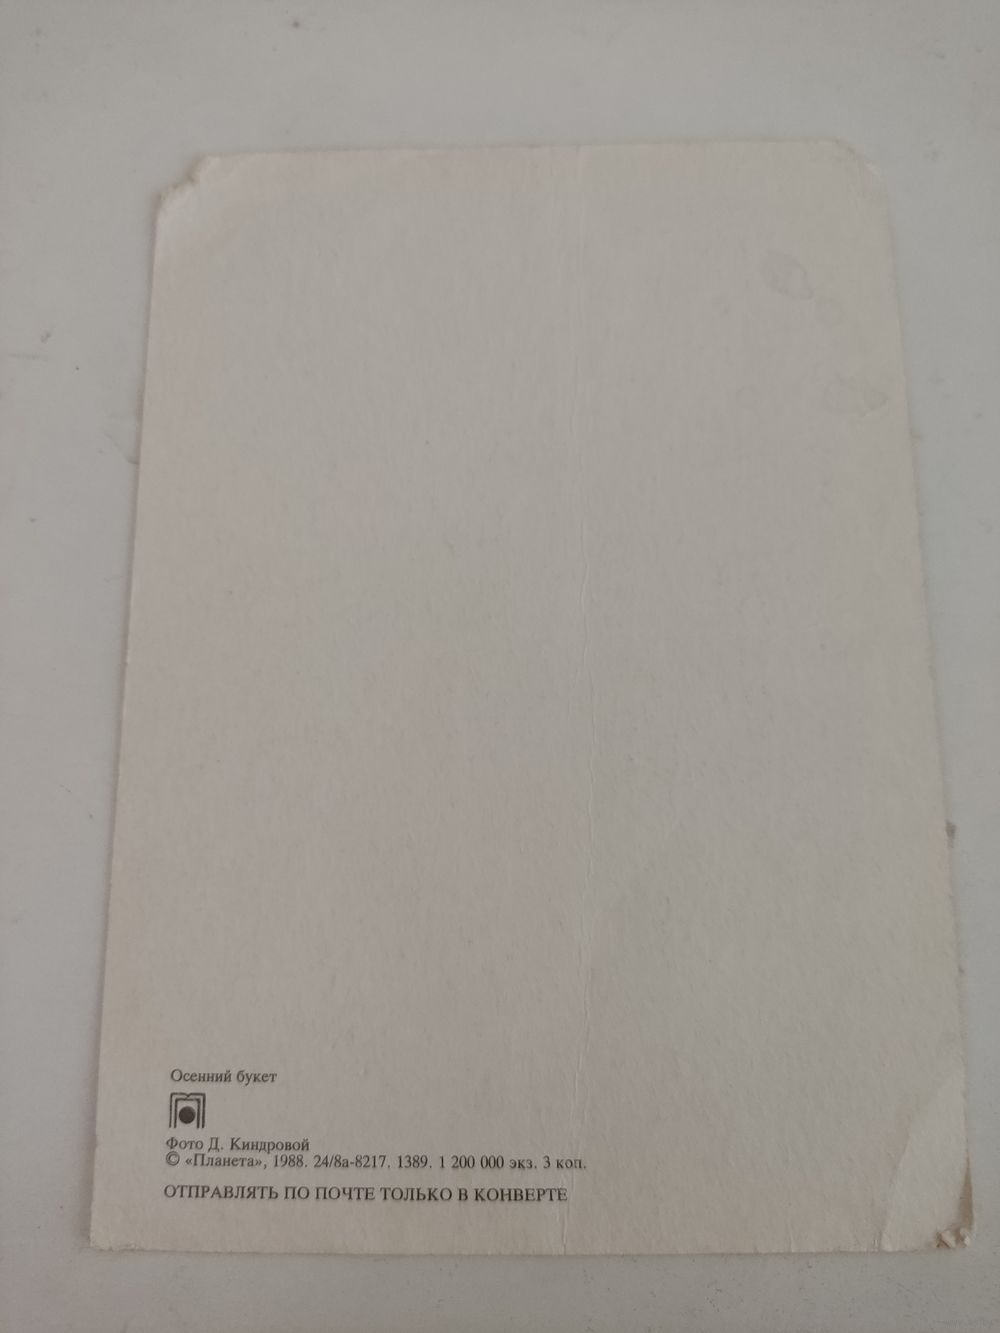 Осенний букет
Фото Д. Киндровой
© «Планета», 1988. 24/8а-8217. 1389. 1 200 000 экз. 3 коп.
ОТПРАВЛЯТЬ ПО ПОЧТЕ ТОЛЬКО В КОНВЕРТЕ